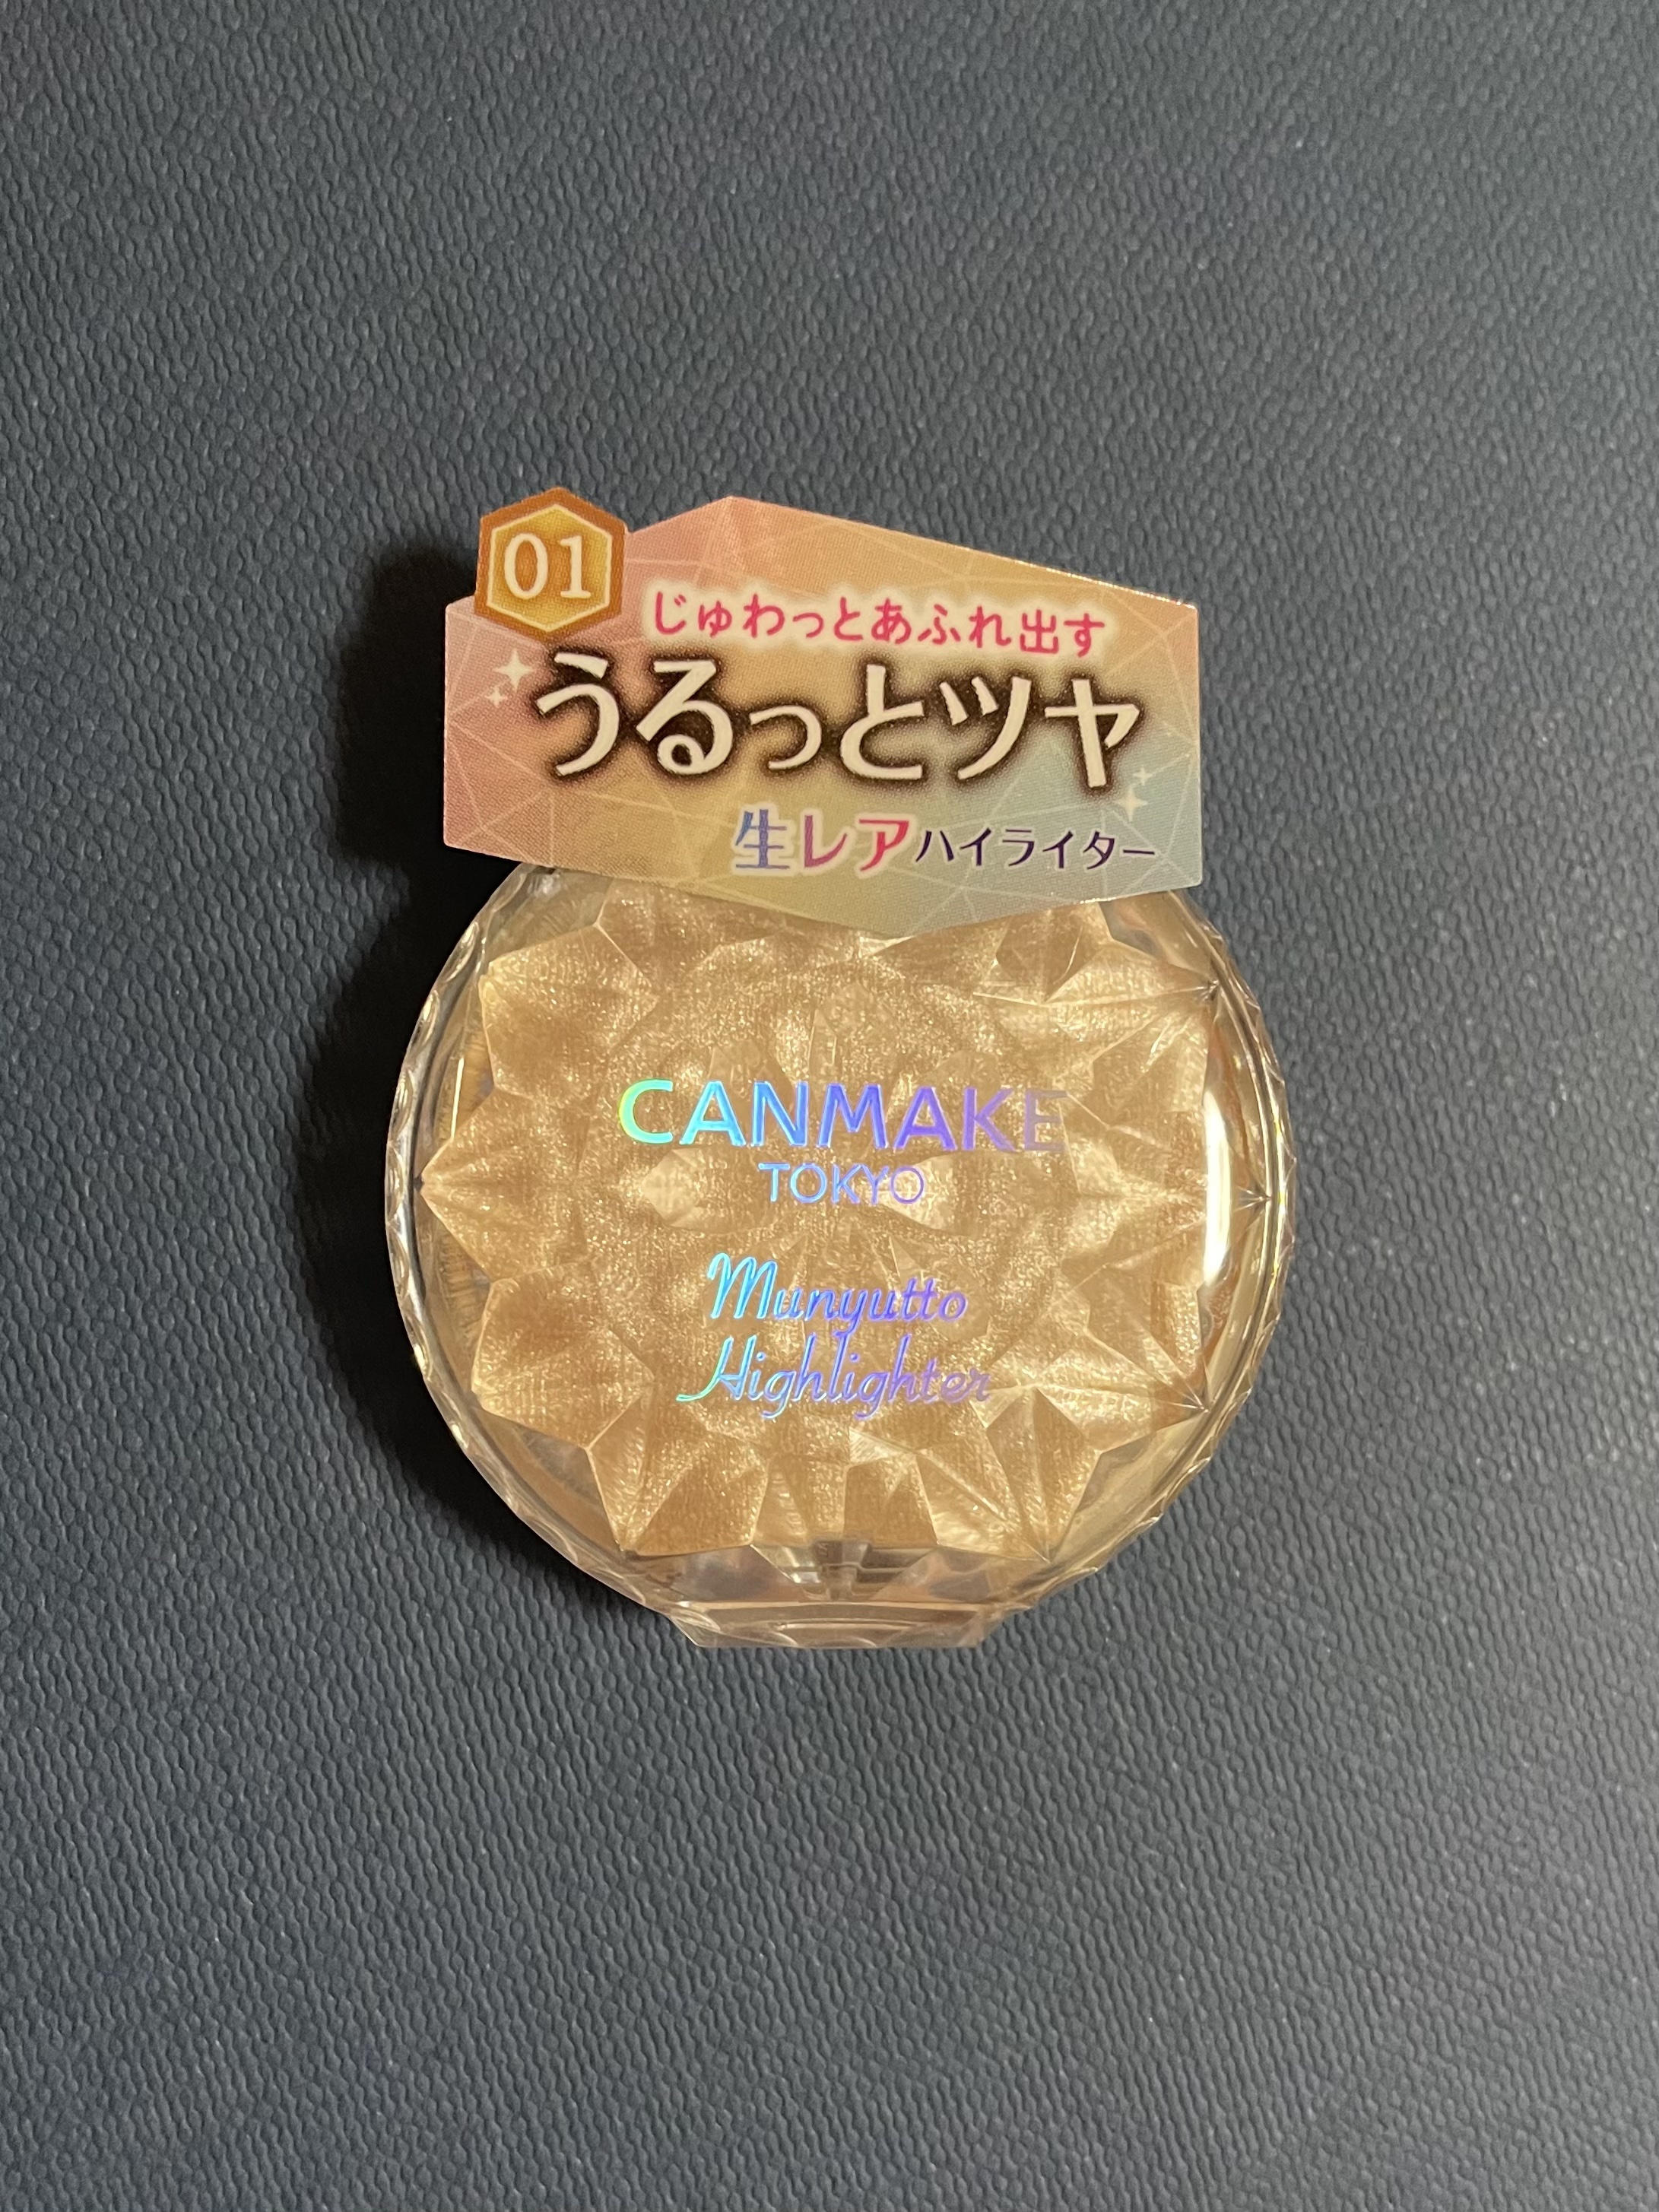 01
じゅわっとあふれ出す
うるっとツヤ
生レアハイライター
CANMAKE
TOKYO
Munyutto
Highlighter